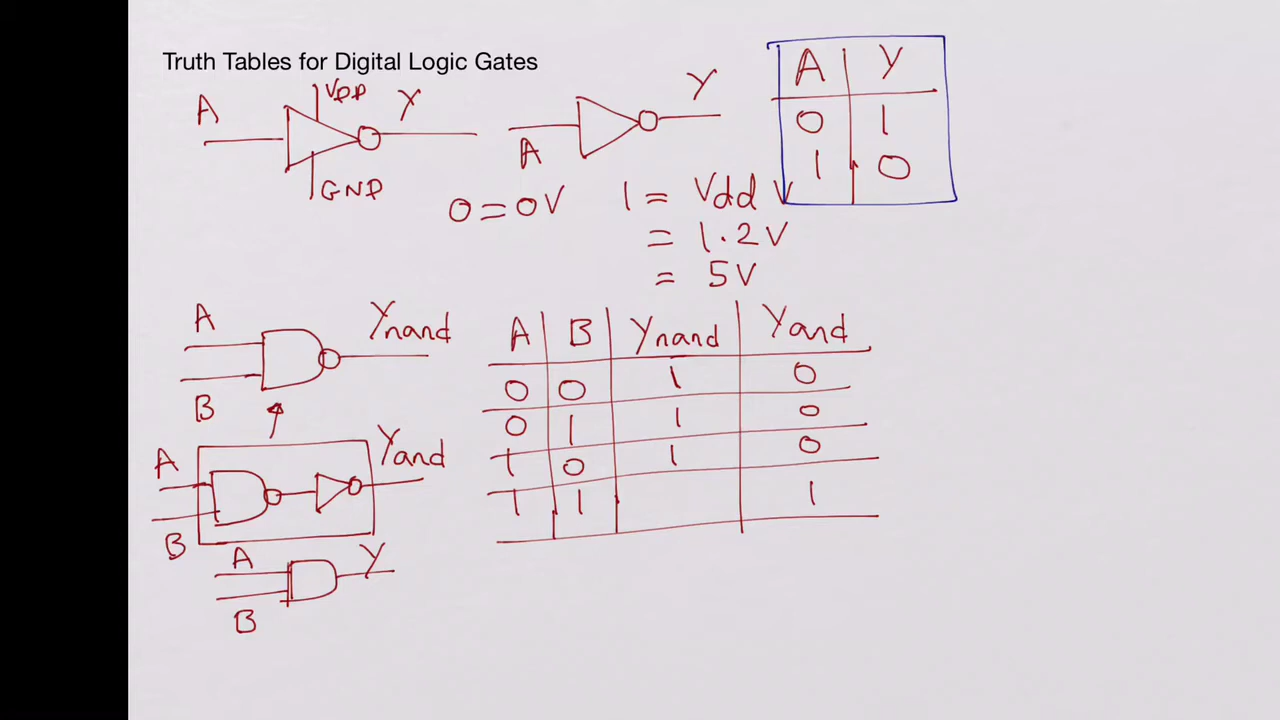 Truth Tables for Digital Logic Gates
A VDD Y
GND
A Y
A Y
0 1
1 0
0 = 0V 1 = Vdd V
= 1.2V
= 5V
A Ynand
B
A B Ynand Yand
0 0 1 0
0 1 1 0
1 0 1 0
1 1 1
A Yand
B
A Y
B